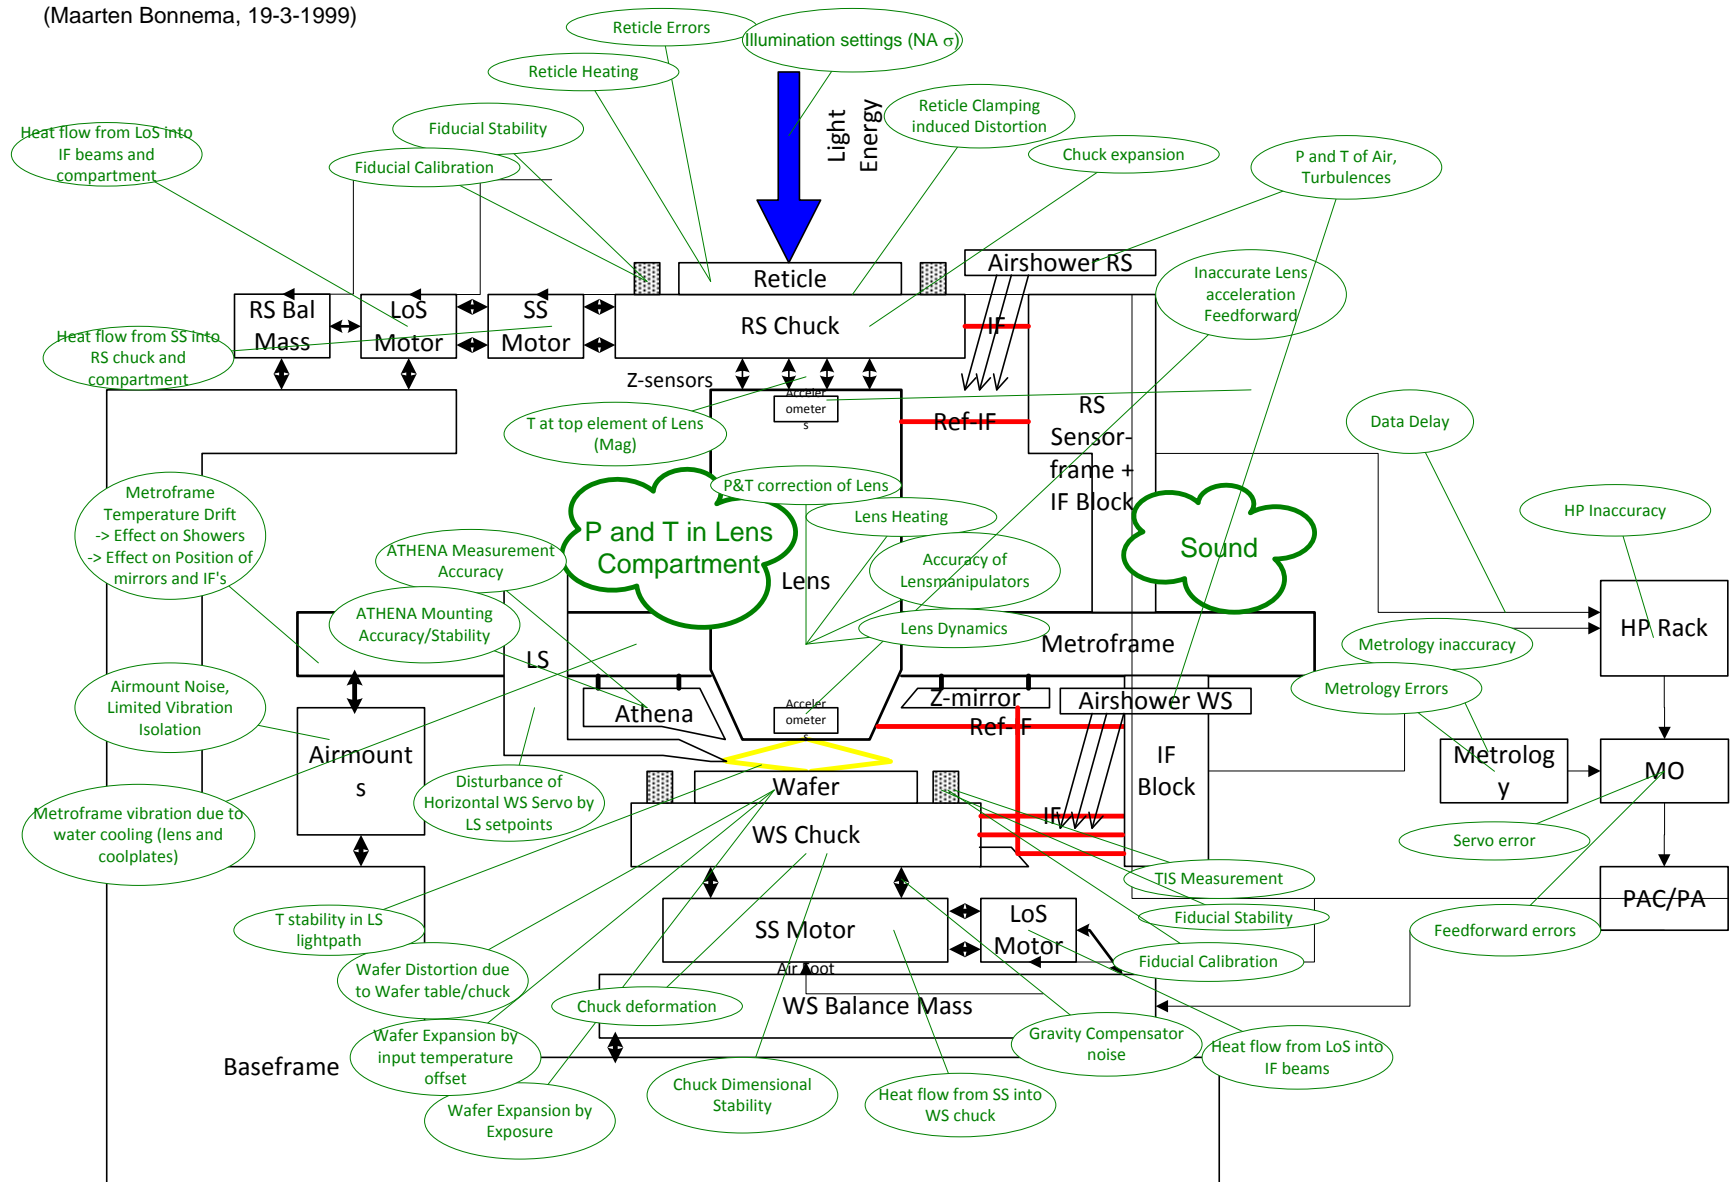 (Maarten Bonnema, 19-3-1999)
Reticle Errors
Illumination settings (NA σ)
Reticle Heating
Light
Energy
Reticle Clamping
induced Distortion
Heat flow from LoS into
IF beams and
compartment
Fiducial Stability
Fiducial Calibration
Chuck expansion
P and T of Air,
Turbulences
Airshower RS
Reticle
Inaccurate Lens
acceleration
Feedforward
RS Bal
Mass
LoS
Motor
SS
Motor
RS Chuck
IF
Heat flow from SS into
RS chuck and
compartment
Z-sensors
Acceler
ometer
s
T at top element of Lens
(Mag)
Ref-IF
RS
Sensor-
frame +
IF Block
Data Delay
Metroframe
Temperature Drift
-> Effect on Showers
-> Effect on Position of
mirrors and IF's
P&T correction of Lens
Lens Heating
HP Inaccuracy
P and T in Lens
Compartment
Sound
ATHENA Measurement
Accuracy
Accuracy of
Lensmanipulators
Lens
ATHENA Mounting
Accuracy/Stability
Lens Dynamics
HP Rack
LS
Metroframe
Metrology inaccuracy
Metrology Errors
Airmount Noise,
Limited Vibration
Isolation
Athena
Acceler
ometer
s
Z-mirror
Airshower WS
Ref-IF
Airmount
s
Disturbance of
Horizontal WS Servo by
LS setpoints
Wafer
IF
Block
Metrolog
y
MO
Metroframe vibration due to
water cooling (lens and
coolplates)
WS Chuck
IF
Servo error
TIS Measurement
PAC/PA
T stability in LS
lightpath
SS Motor
LoS
Motor
Fiducial Stability
Feedforward errors
Wafer Distortion due
to Wafer table/chuck
Air Foot
Fiducial Calibration
Chuck deformation
WS Balance Mass
Wafer Expansion by
input temperature
offset
Gravity Compensator
noise
Heat flow from LoS into
IF beams
Baseframe
Chuck Dimensional
Stability
Heat flow from SS into
WS chuck
Wafer Expansion by
Exposure